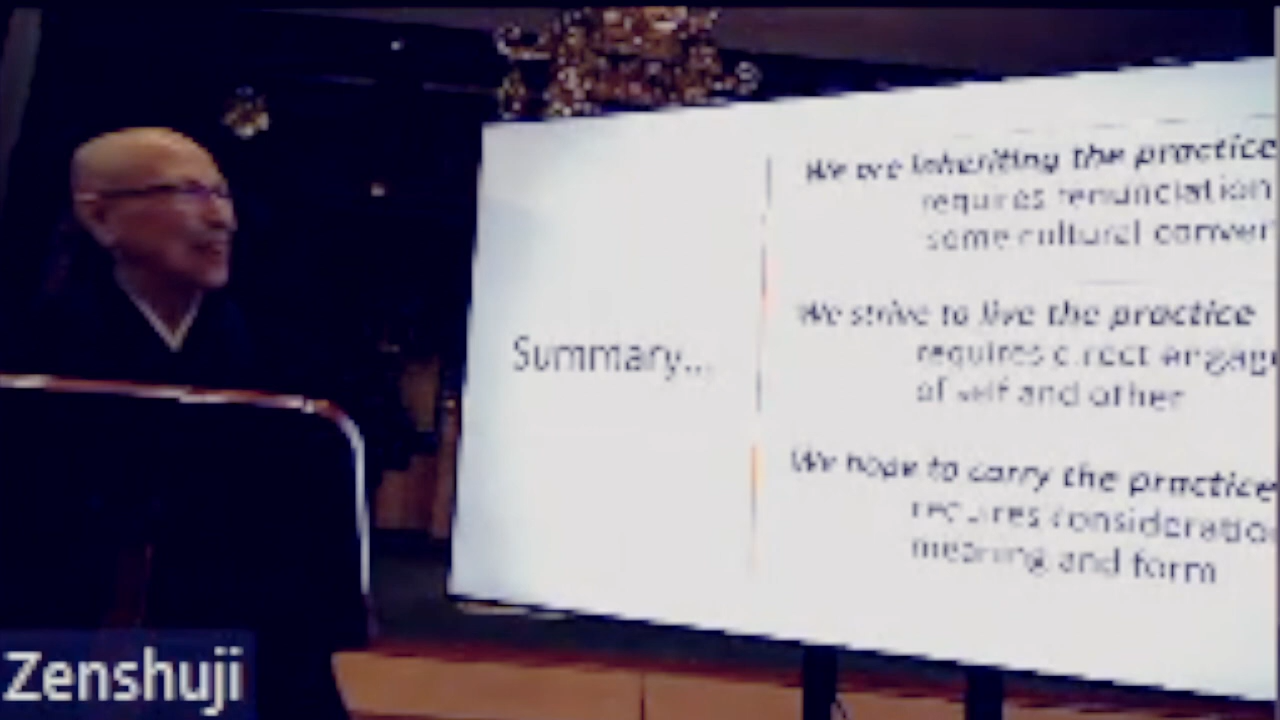 Summary...
We are inheriting the practice
requires renunciation
some cultural
We strive to live the practice
requires direct
of self and other
We hope to carry the practice
requires
meaning and form
Zenshuji